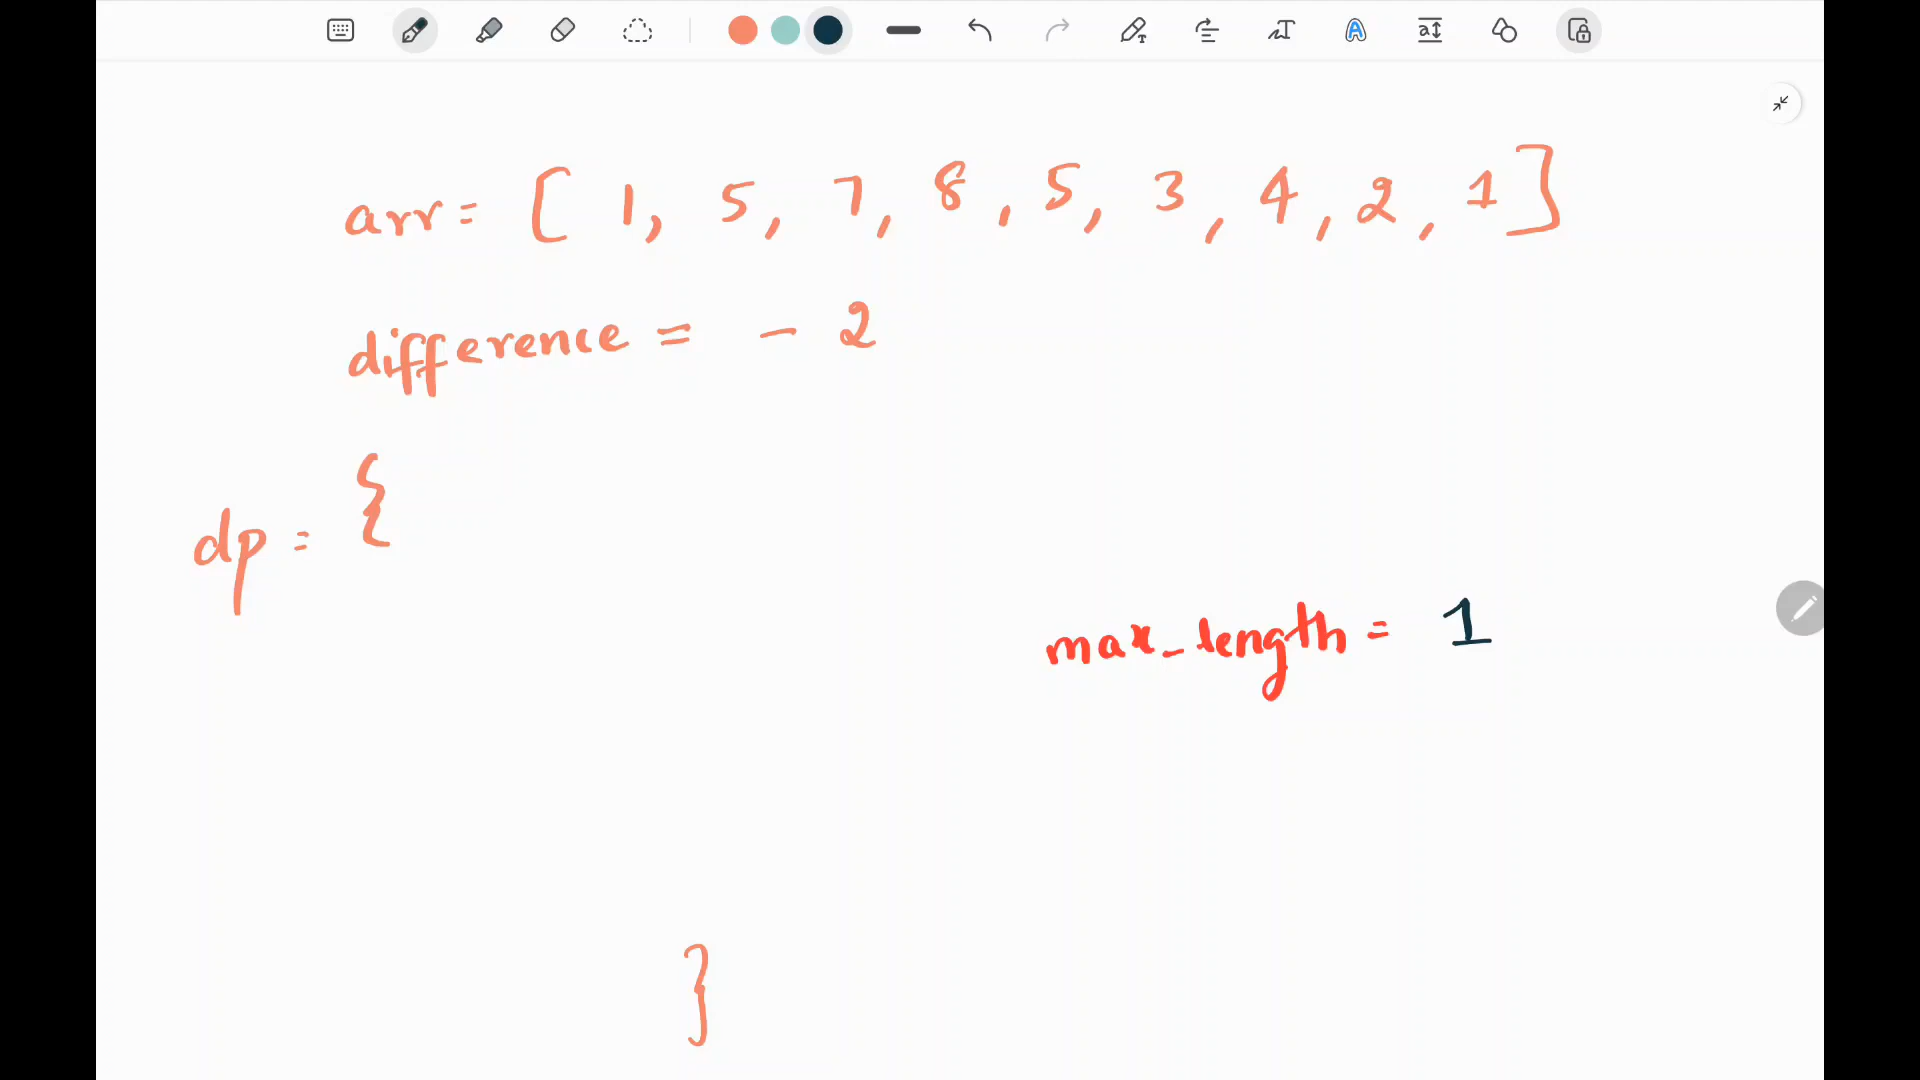 arr = [ 1, 5, 7, 8, 5, 3, 4, 2, 1 ]
difference = - 2
dp = {
max_length = 1
}